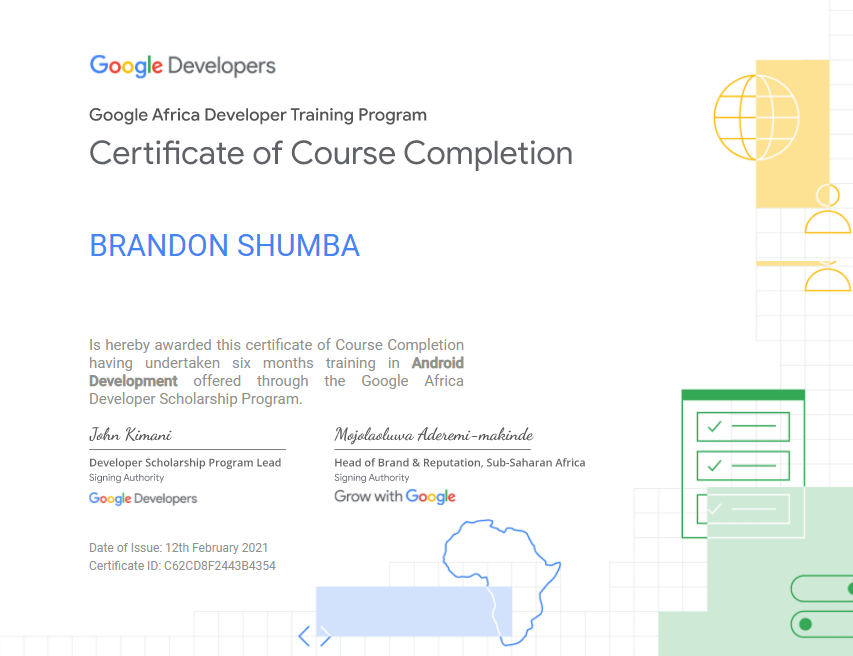 Google Developers
Google Africa Developer Training Program
Certificate of Course Completion
BRANDON SHUMBA
Is hereby awarded this certificate of Course Completion
having undertaken six months training in Android
Development offered through the Google Africa
Developer Scholarship Program.
John Kimani
Developer Scholarship Program Lead
Signing Authority
Google Developers
Mojolaoluwa Aderemi-makinde
Head of Brand & Reputation, Sub-Saharan Africa
Signing Authority
Grow with Google
Date of Issue: 12th February 2021
Certificate ID: C62CD8F2443B4354